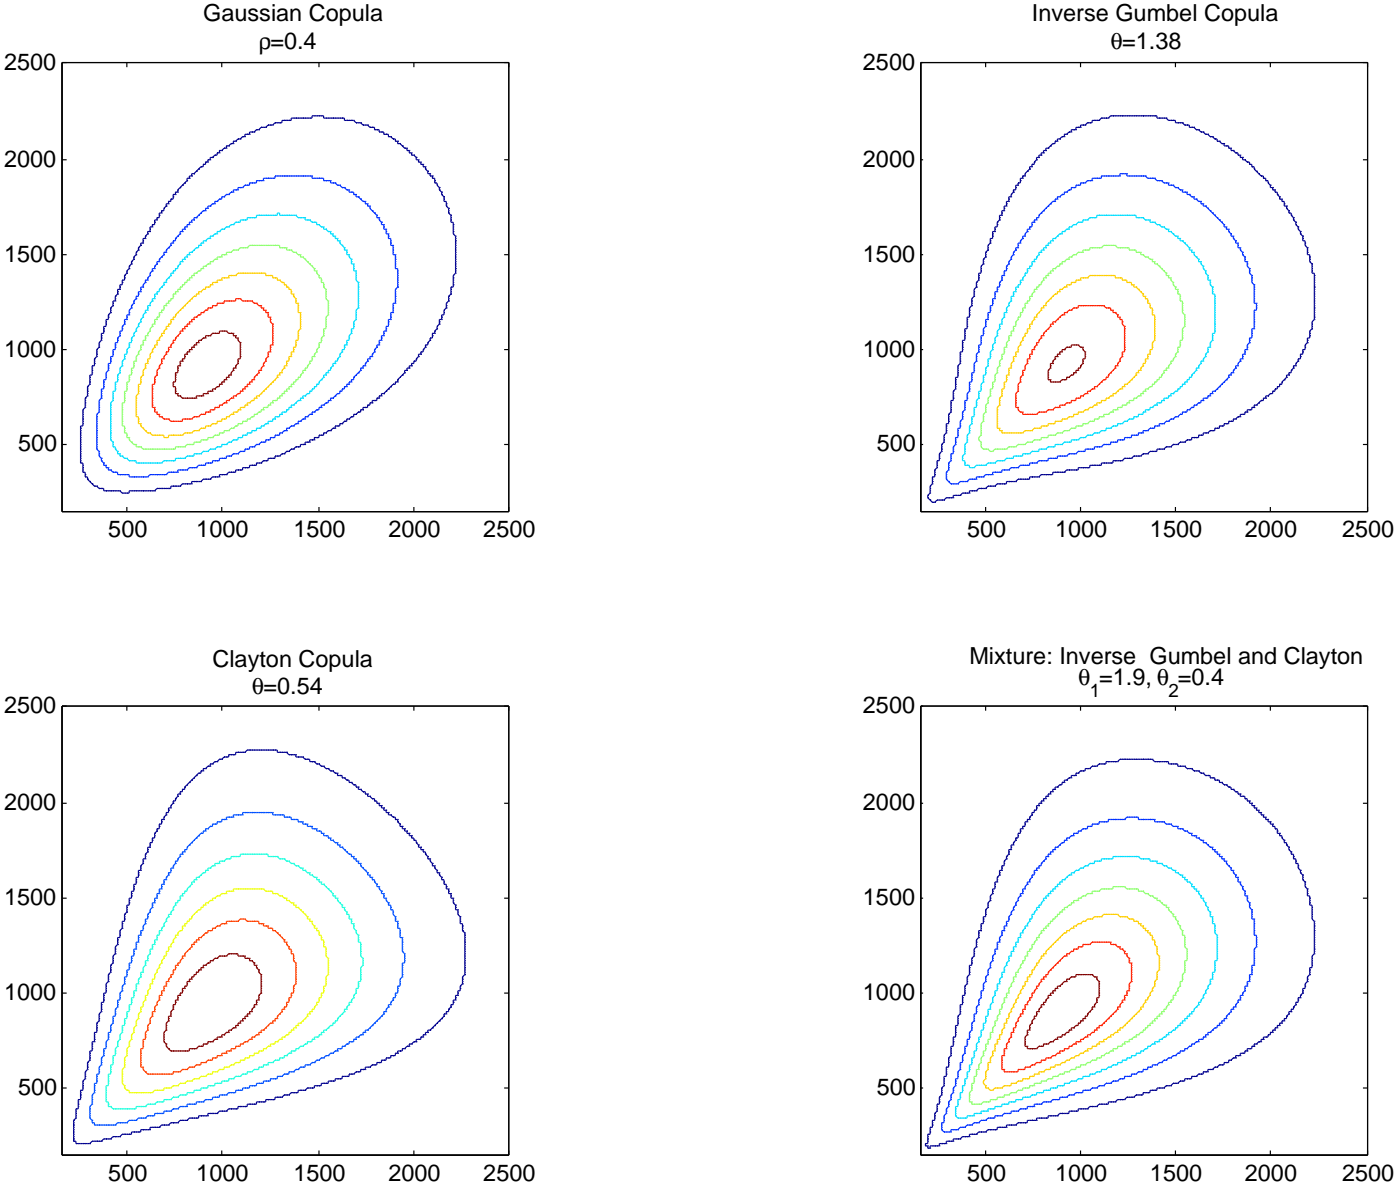 Gaussian Copula
ρ=0.4
2500
2000
1500
1000
500
500 1000 1500 2000 2500
Inverse Gumbel Copula
θ=1.38
2500
2000
1500
1000
500
500 1000 1500 2000 2500
Clayton Copula
θ=0.54
2500
2000
1500
1000
500
500 1000 1500 2000 2500
Mixture: Inverse Gumbel and Clayton
θ1=1.9, θ2=0.4
2500
2000
1500
1000
500
500 1000 1500 2000 2500